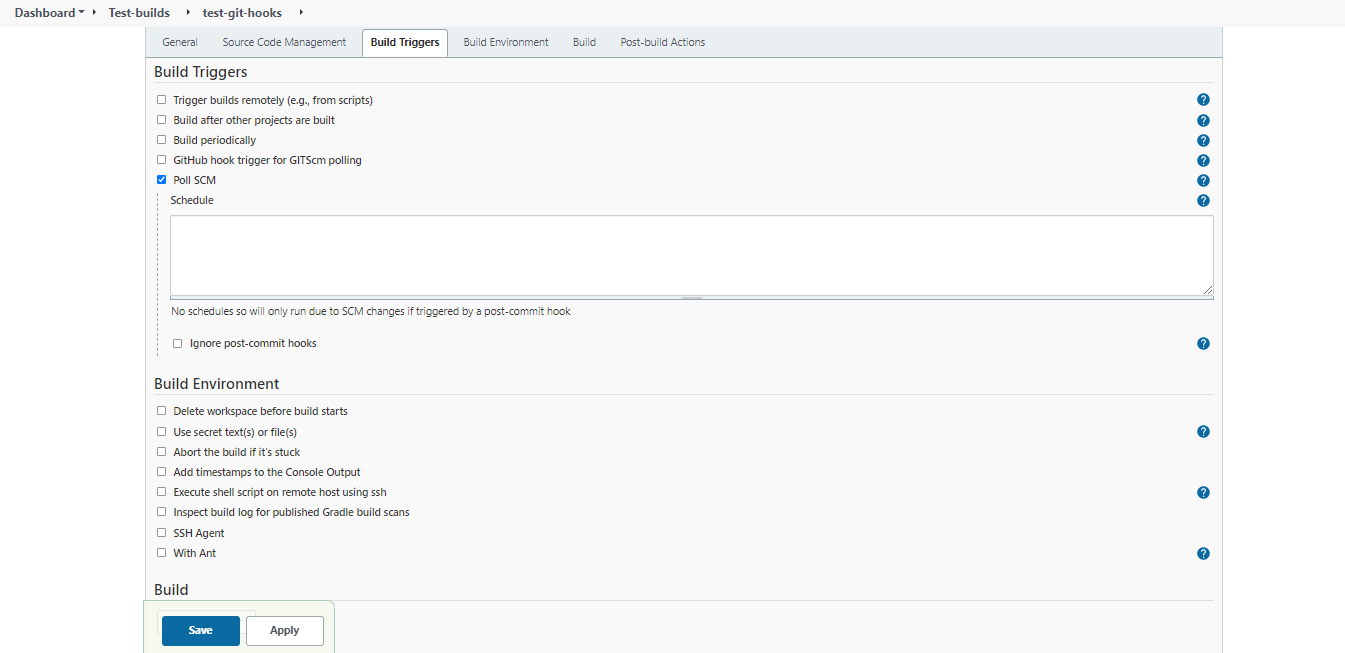 Dashboard Test-builds test-git-hooks
General Source Code Management Build Triggers Build Environment Build Post-build Actions
Build Triggers
Trigger builds remotely (e.g., from scripts) ?
Build after other projects are built ?
Build periodically ?
GitHub hook trigger for GITScm polling ?
Poll SCM ?
Schedule ?
No schedules so will only run due to SCM changes if triggered by a post-commit hook
Ignore post-commit hooks ?
Build Environment
Delete workspace before build starts
Use secret text(s) or file(s) ?
Abort the build if it's stuck
Add timestamps to the Console Output
Execute shell script on remote host using ssh ?
Inspect build log for published Gradle build scans
SSH Agent
With Ant ?
Build
Save Apply